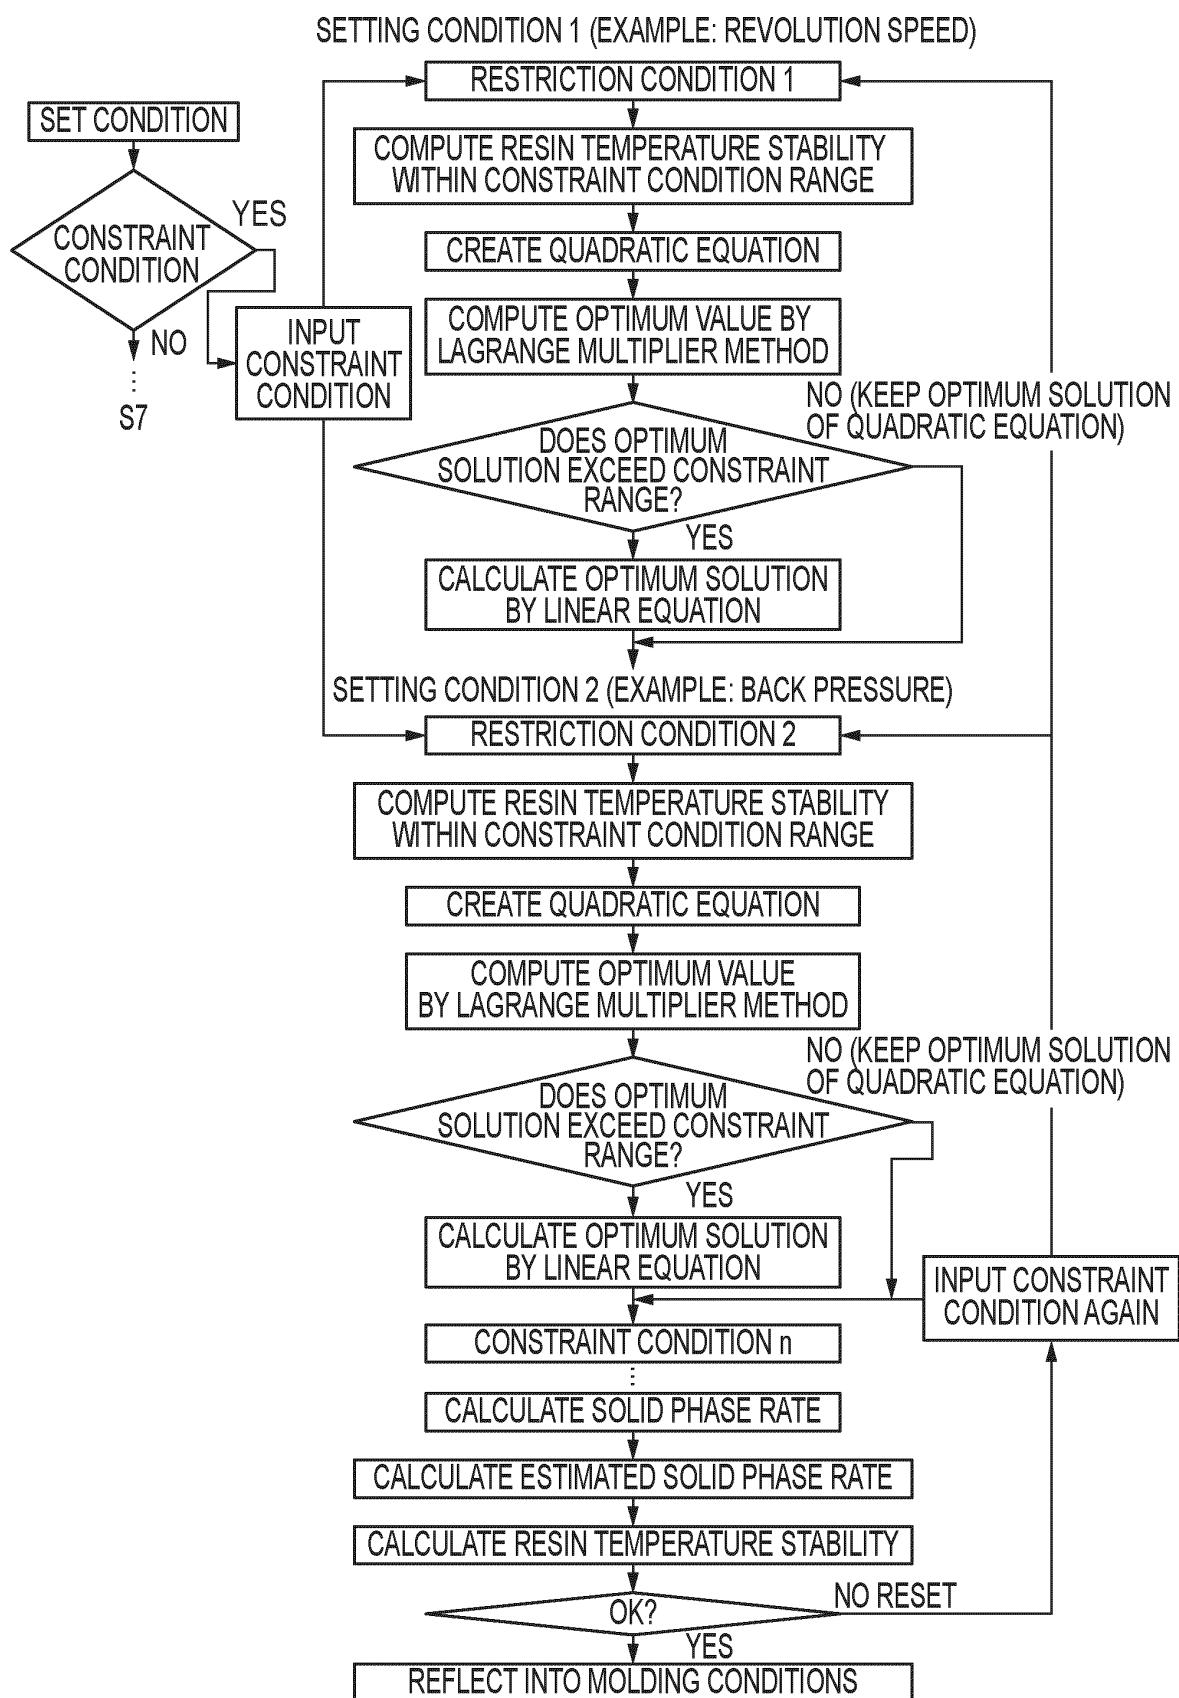 SETTING CONDITION 1 (EXAMPLE: REVOLUTION SPEED)
RESTRICTION CONDITION 1
SET CONDITION
COMPUTE RESIN TEMPERATURE STABILITY
WITHIN CONSTRAINT CONDITION RANGE
YES
CONSTRAINT
CONDITION
CREATE QUADRATIC EQUATION
NO
S7
INPUT
CONSTRAINT
CONDITION
COMPUTE OPTIMUM VALUE BY
LAGRANGE MULTIPLIER METHOD
NO (KEEP OPTIMUM SOLUTION
OF QUADRATIC EQUATION)
DOES OPTIMUM
SOLUTION EXCEED CONSTRAINT
RANGE?
YES
CALCULATE OPTIMUM SOLUTION
BY LINEAR EQUATION
SETTING CONDITION 2 (EXAMPLE: BACK PRESSURE)
RESTRICTION CONDITION 2
COMPUTE RESIN TEMPERATURE STABILITY
WITHIN CONSTRAINT CONDITION RANGE
CREATE QUADRATIC EQUATION
COMPUTE OPTIMUM VALUE
BY LAGRANGE MULTIPLIER METHOD
NO (KEEP OPTIMUM SOLUTION
OF QUADRATIC EQUATION)
DOES OPTIMUM
SOLUTION EXCEED CONSTRAINT
RANGE?
YES
CALCULATE OPTIMUM SOLUTION
BY LINEAR EQUATION
INPUT CONSTRAINT
CONDITION AGAIN
CONSTRAINT CONDITION n
CALCULATE SOLID PHASE RATE
CALCULATE ESTIMATED SOLID PHASE RATE
CALCULATE RESIN TEMPERATURE STABILITY
OK?
NO RESET
YES
REFLECT INTO MOLDING CONDITIONS